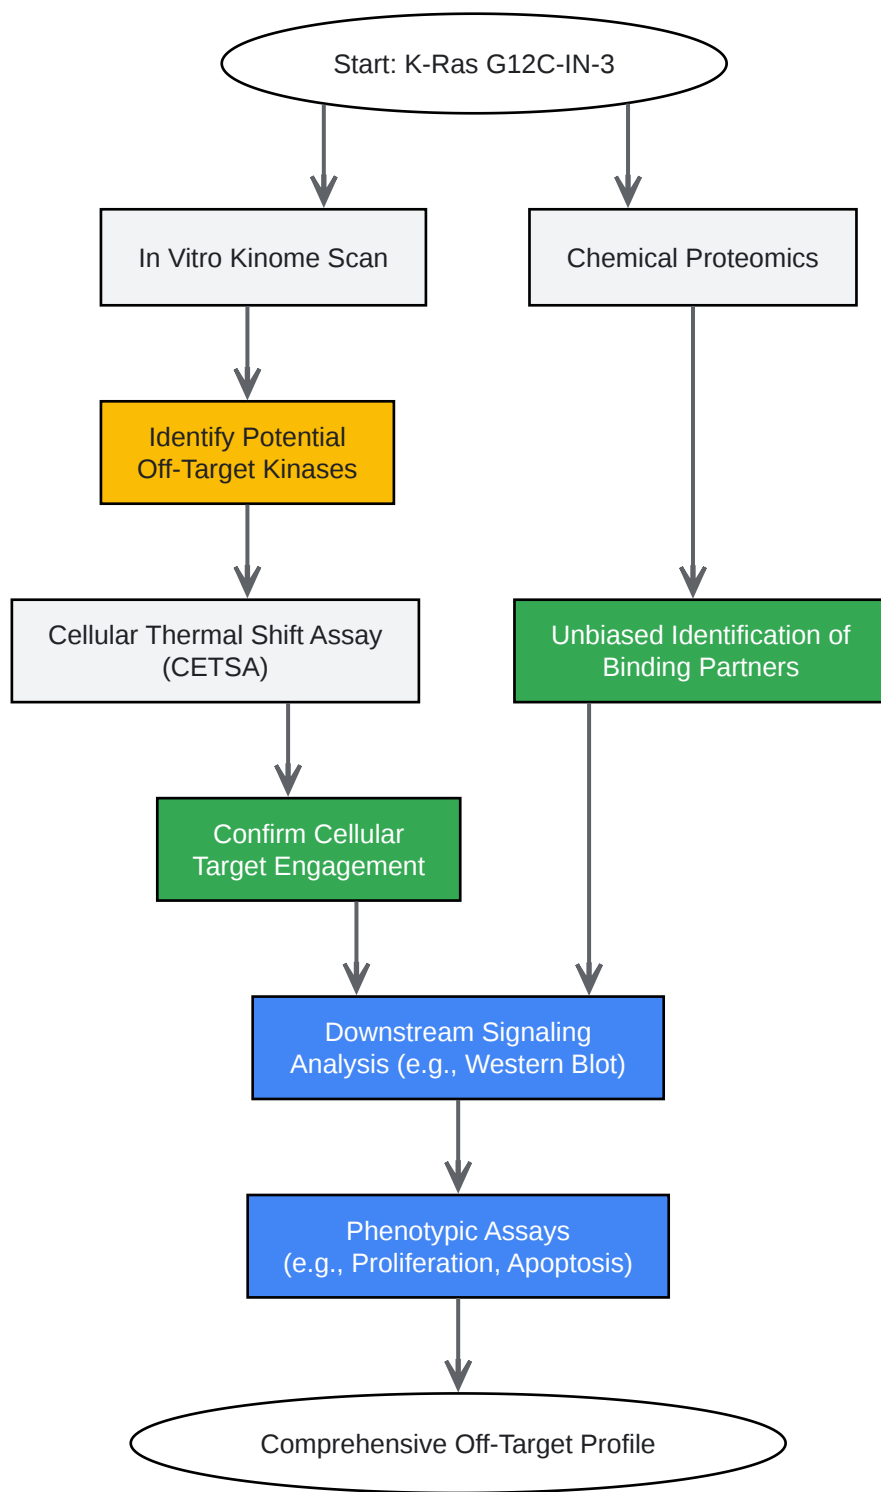 Start: K-Ras G12C-IN-3
In Vitro Kinome Scan
Chemical Proteomics
Identify Potential
Off-Target Kinases
Cellular Thermal Shift Assay
(CETSA)
Unbiased Identification of
Binding Partners
Confirm Cellular
Target Engagement
Downstream Signaling
Analysis (e.g., Western Blot)
Phenotypic Assays
(e.g., Proliferation, Apoptosis)
Comprehensive Off-Target Profile